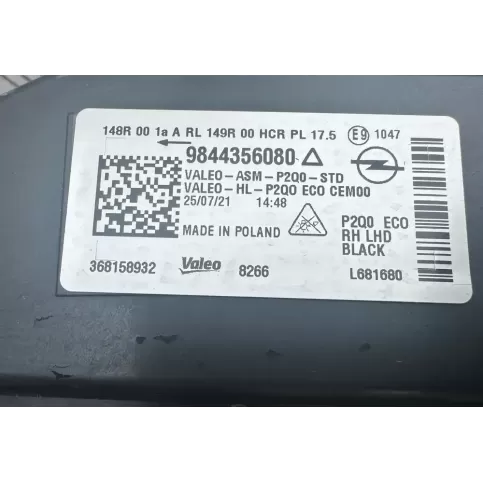 148R 00 1a A RL 149R 00 HCR PL 17.5 E9 1047
9844356080
VALEO-ASM-P2Q0-STD
VALEO-HL-P2Q0 ECO CEM00
25/07/21 14:48
MADE IN POLAND
P2Q0 ECO
RH LHD
BLACK
368158932 Valeo 8266 L681680